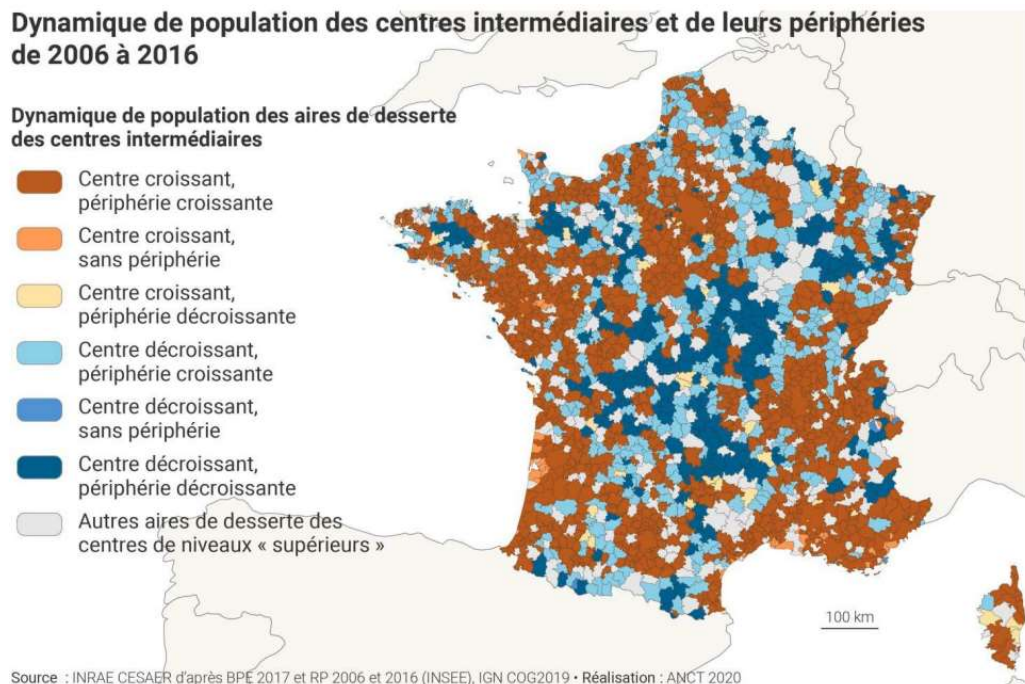 Dynamique de population des centres intermédiaires et de leurs périphéries
de 2006 à 2016
Dynamique de population des aires de desserte
des centres intermédiaires
Centre croissant,
périphérie croissante
Centre croissant,
sans périphérie
Centre croissant,
périphérie décroissante
Centre décroissant,
périphérie croissante
Centre décroissant,
sans périphérie
Centre décroissant,
périphérie décroissante
Autres aires de desserte des
centres de niveaux « supérieurs »
100 km
Source : INRAE CESAER d'après BPE 2017 et RP 2006 et 2016 (INSEE), IGN COG2019 • Réalisation : ANCT 2020